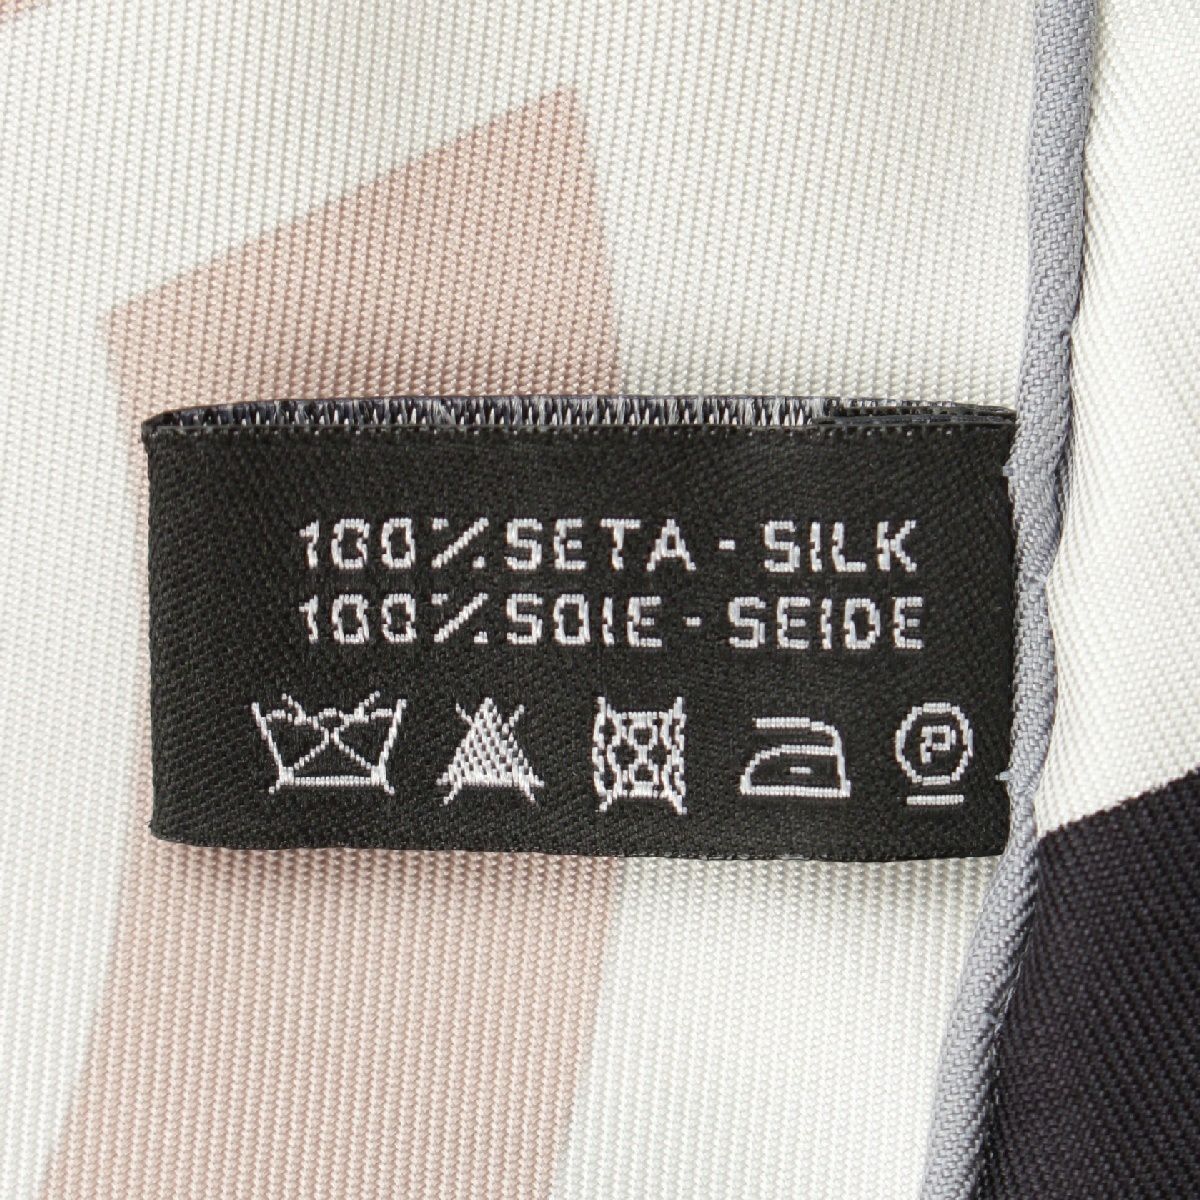 100% SETA - SILK
100% SOIE - SEIDE
P